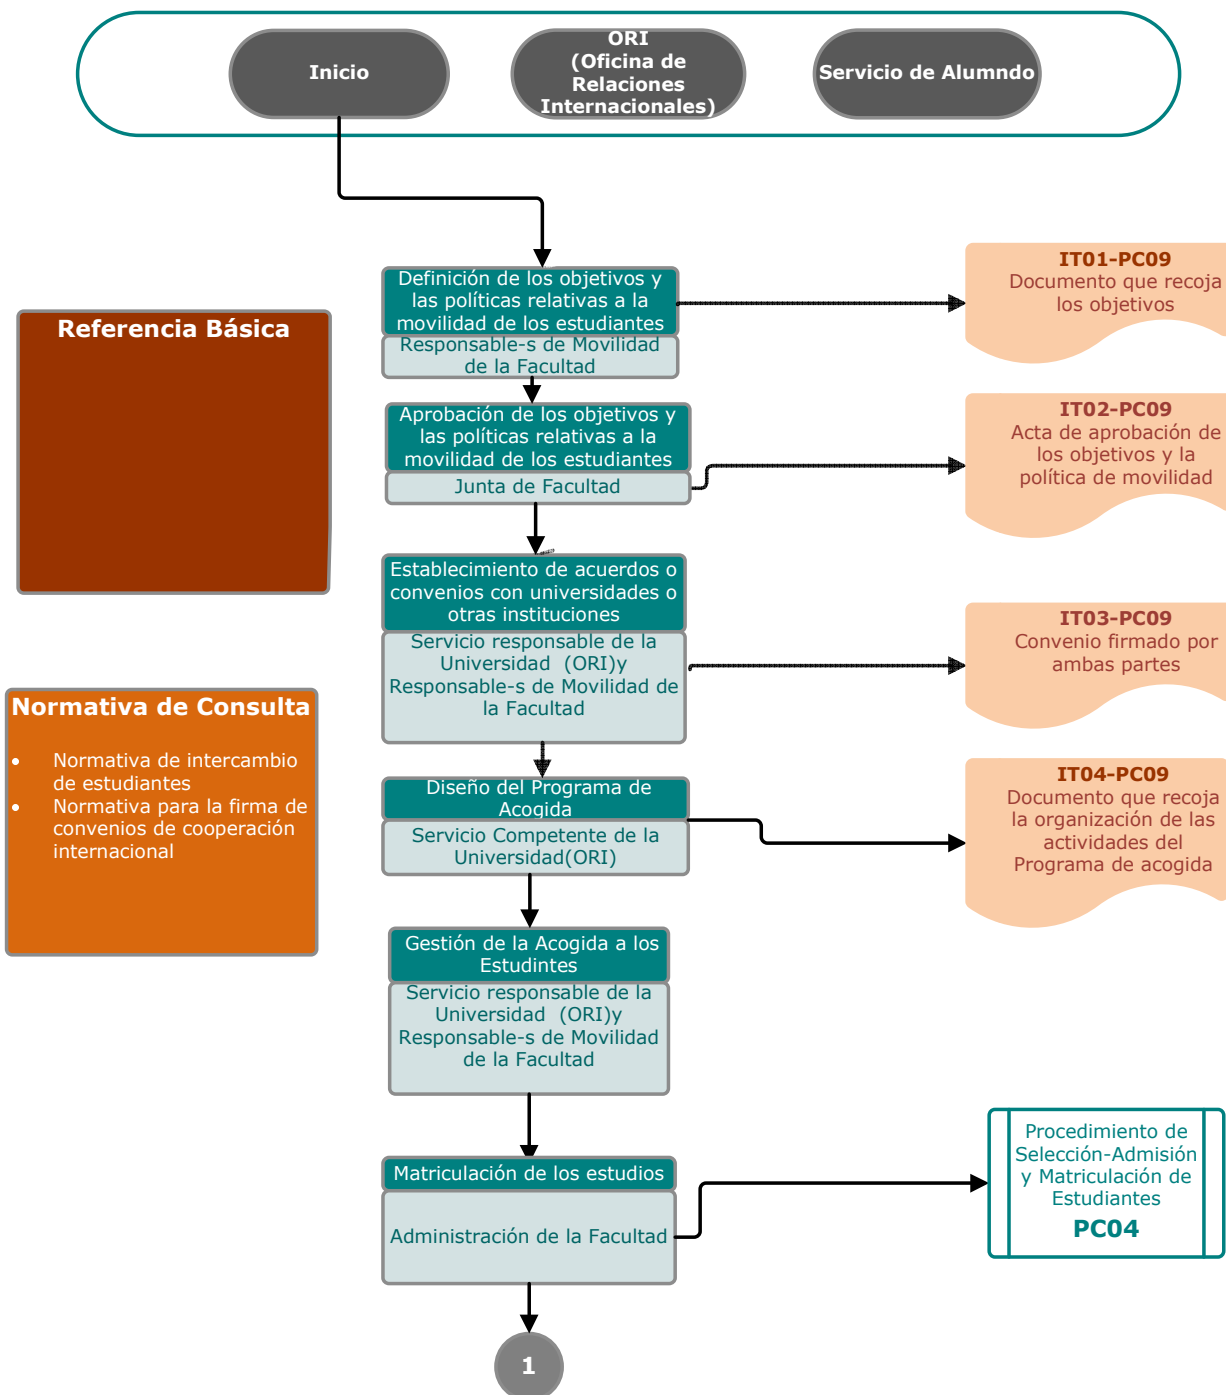 Inicio
ORI
(Oficina de
Relaciones
Internacionales)
Servicio de Alumndo
Definición de los objetivos y
las políticas relativas a la
movilidad de los estudiantes
Responsable-s de Movilidad
de la Facultad
IT01-PC09
Documento que recoja
los objetivos
Referencia Básica
Aprobación de los objetivos y
las políticas relativas a la
movilidad de los estudiantes
Junta de Facultad
IT02-PC09
Acta de aprobación de
los objetivos y la
política de movilidad
Establecimiento de acuerdos o
convenios con universidades o
otras instituciones
Servicio responsable de la
Universidad (ORI)y
Responsable-s de Movilidad de
la Facultad
IT03-PC09
Convenio firmado por
ambas partes
Normativa de Consulta
• Normativa de intercambio
de estudiantes
• Normativa para la firma de
convenios de cooperación
internacional
Diseño del Programa de
Acogida
Servicio Competente de la
Universidad(ORI)
IT04-PC09
Documento que recoja
la organización de las
actividades del
Programa de acogida
Gestión de la Acogida a los
Estudintes
Servicio responsable de la
Universidad (ORI)y
Responsable-s de Movilidad
de la Facultad
Matriculación de los estudios
Administración de la Facultad
Procedimiento de
Selección-Admisión
y Matriculación de
Estudiantes
PC04
1